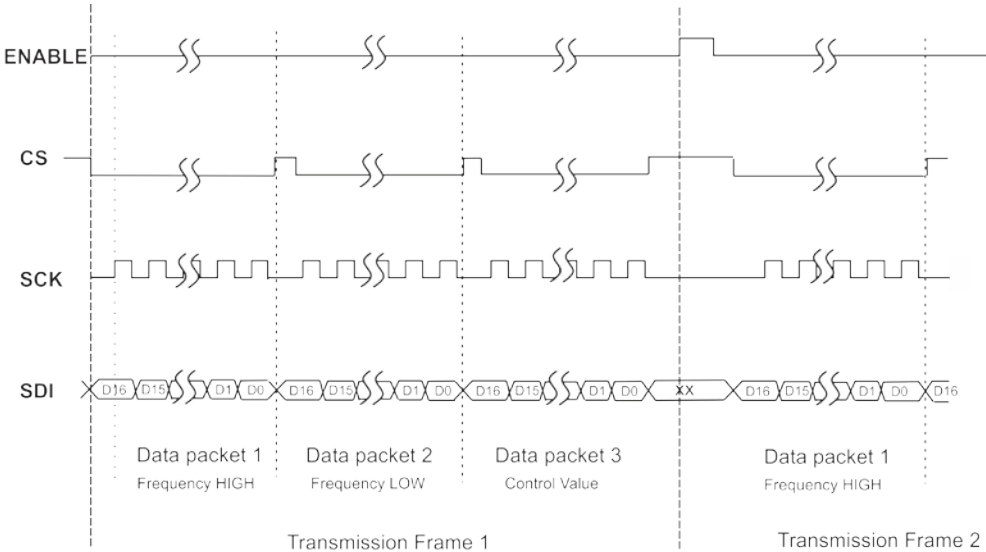 ENABLE
CS
SCK
SDI
D16 D15 D1 D0 D16 D15 D1 D0 D16 D15 D1 D0 XX D16 D15 D1 D0 D16
Data packet 1 Data packet 2 Data packet 3 Data packet 1
Frequency HIGH Frequency LOW Control Value Frequency HIGH
Transmission Frame 1 Transmission Frame 2